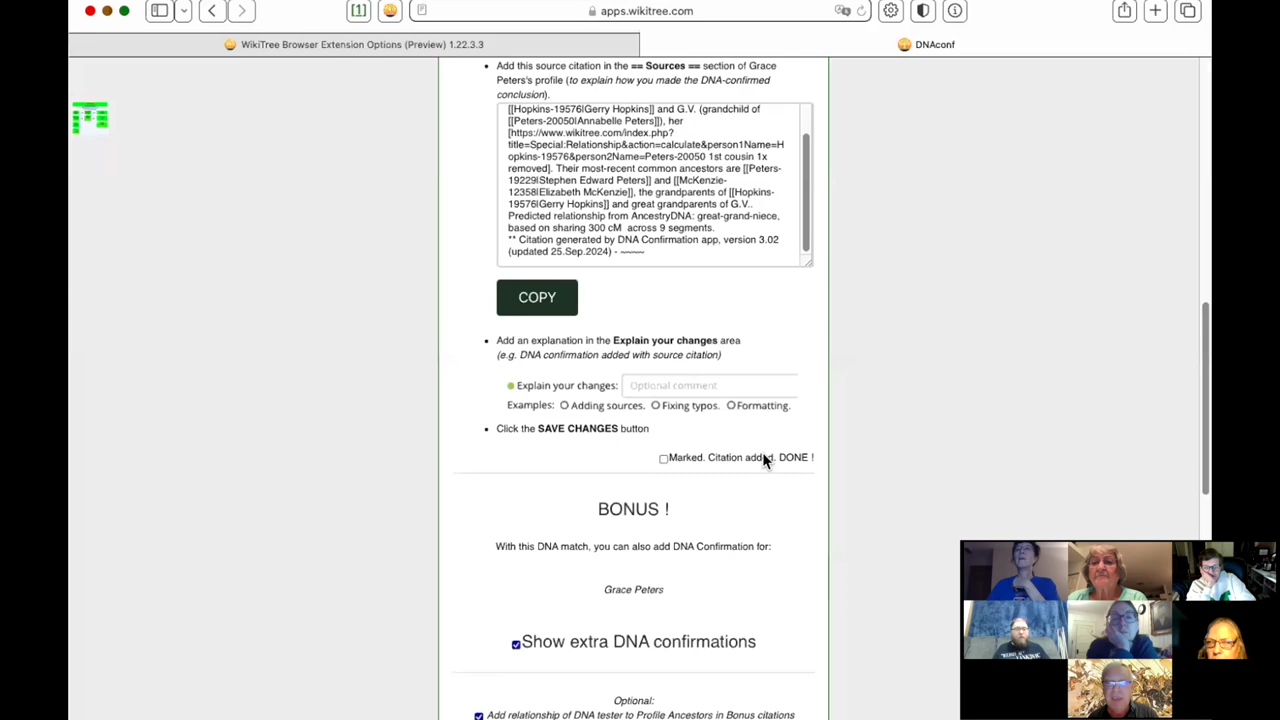 [1]
apps.wikitree.com
WikiTree Browser Extension Options (Preview) 1.22.3.3
DNAconf
• Add this source citation in the == Sources == section of Grace
Peters's profile (to explain how you made the DNA-confirmed
conclusion).
[[Hopkins-19576|Gerry Hopkins]] and G.V. (grandchild of
[[Peters-20050|Annabelle Peters]]), her
[https://www.wikitree.com/index.php?
title=Special:Relationship&action=calculate&person1Name=H
opkins-19576&person2Name=Peters-20050 1st cousin 1x
removed]. Their most-recent common ancestors are [[Peters-
19229|Stephen Edward Peters]] and [[McKenzie-
12358|Elizabeth McKenzie]], the grandparents of [[Hopkins-
19576|Gerry Hopkins]] and great grandparents of G.V..
Predicted relationship from AncestryDNA: great-grand-niece,
based on sharing 300 cM  across 9 segments.
** Citation generated by DNA Confirmation app, version 3.02
(updated 25.Sep.2024) - ~~~~
COPY
• Add an explanation in the Explain your changes area
(e.g. DNA confirmation added with source citation)
Explain your changes: Optional comment
Examples: Adding sources. Fixing typos. Formatting.
• Click the SAVE CHANGES button
Marked. Citation added. DONE !
BONUS !
With this DNA match, you can also add DNA Confirmation for:
Grace Peters
Show extra DNA confirmations
Optional:
Add relationship of DNA tester to Profile Ancestors in Bonus citations